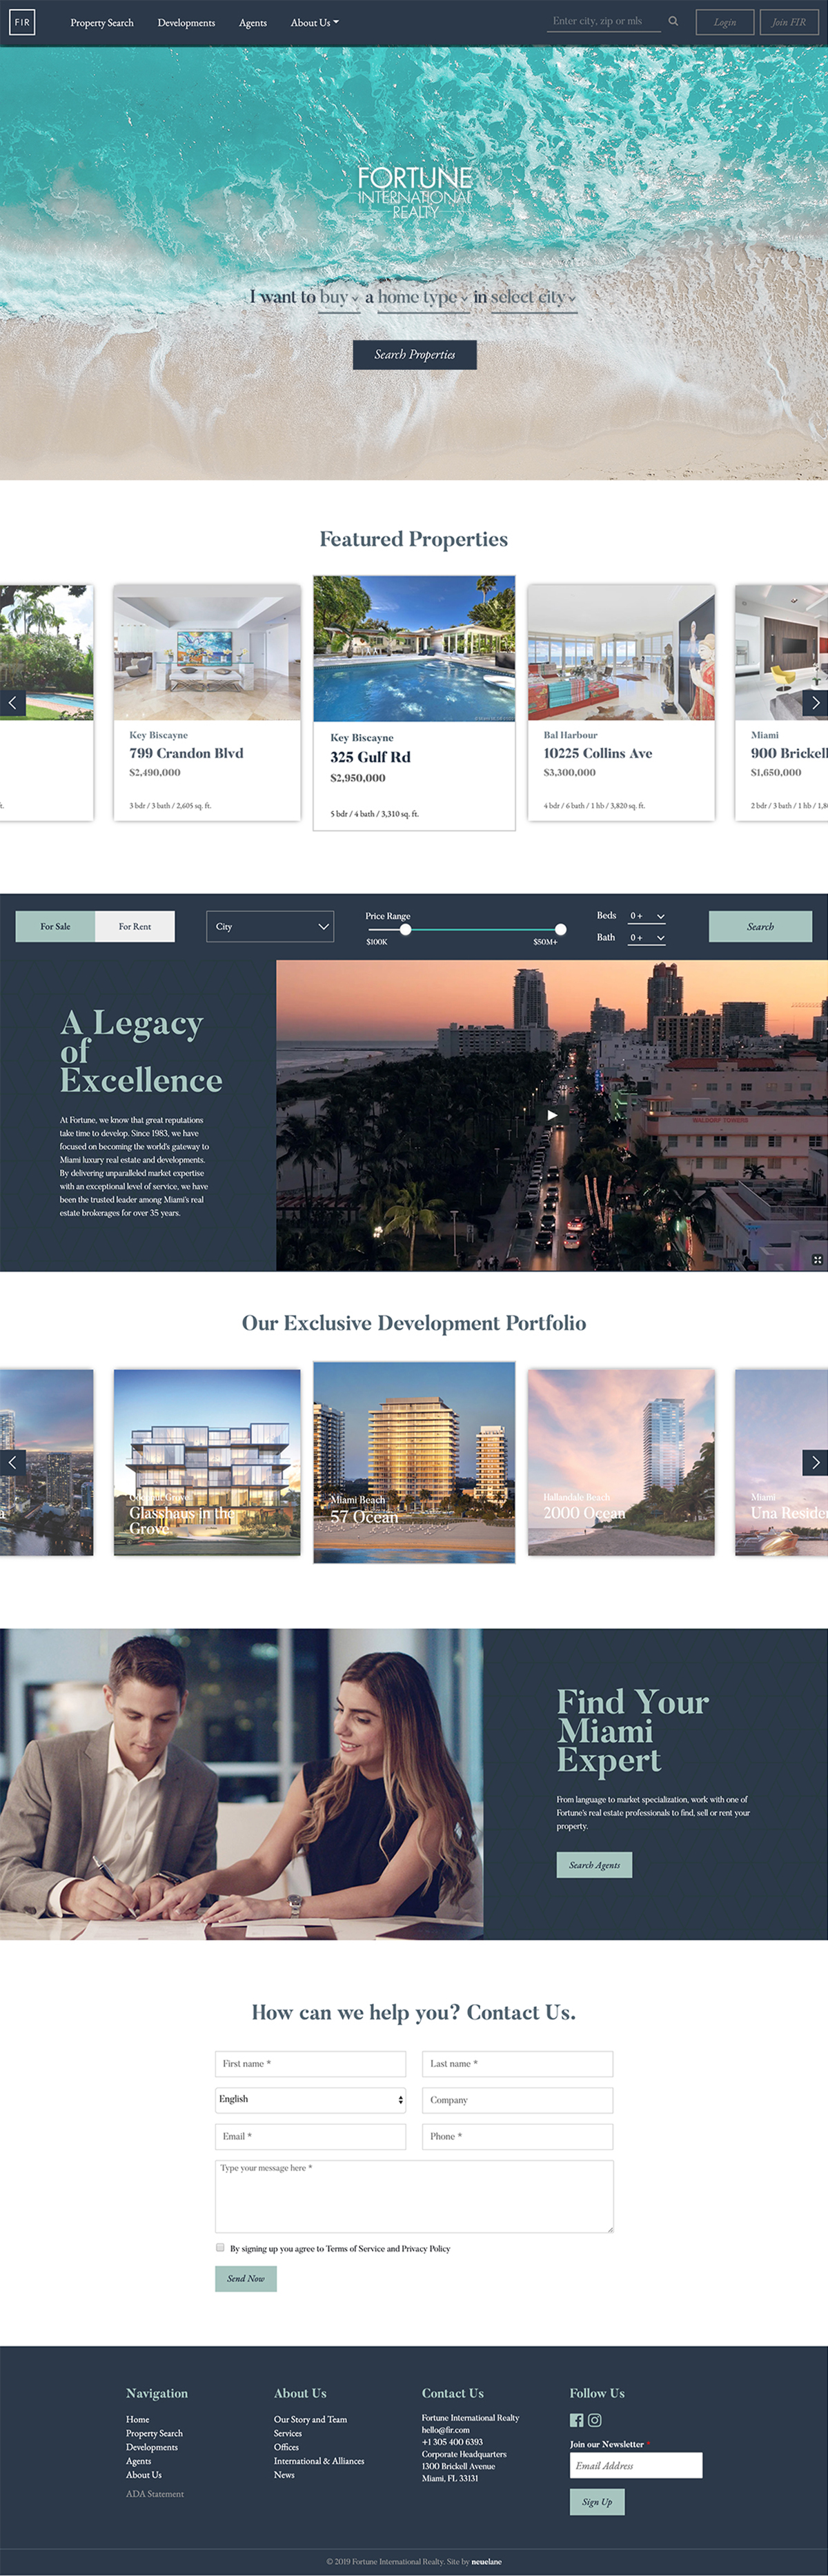 FIR
Property Search
Developments
Agents
About Us
Enter city, zip or mls
Login
Join FIR
FORTUNE
INTERNATIONAL
REALTY
I want to buy a home type in select city
Search Properties
Featured Properties
ft.
Key Biscayne
799 Crandon Blvd
$2,490,000
3 bdr / 3 bath / 2,605 sq. ft.
Key Biscayne
325 Gulf Rd
$2,950,000
5 bdr / 4 bath / 3,310 sq. ft.
Bal Harbour
10225 Collins Ave
$3,300,000
4 bdr / 6 bath / 1 hb / 3,820 sq. ft.
Miami
900 Brickell
$1,650,000
2 bdr / 3 bath / 1 hb / 1,8
For Sale
For Rent
City
Price Range
$100K
$50M+
Beds 0 +
Bath 0 +
Search
A Legacy
of
Excellence
At Fortune, we know that great reputations
take time to develop. Since 1983, we have
focused on becoming the world's gateway to
Miami luxury real estate and developments.
By delivering unparalleled market expertise
with an exceptional level of service, we have
been the trusted leader among Miami's real
estate brokerages for over 35 years.
WALDORF TOWERS
Our Exclusive Development Portfolio
a
Coconut Grove
Glasshaus in the
Grove
Miami Beach
57 Ocean
Hallandale Beach
2000 Ocean
Miami
Una Residen
Find Your
Miami
Expert
From language to market specialization, work with one of
Fortune's real estate professionals to find, sell or rent your
property.
Search Agents
How can we help you? Contact Us.
First name *
Last name *
English
Company
Email *
Phone *
Type your message here *
By signing up you agree to Terms of Service and Privacy Policy
Send Now
Navigation
Home
Property Search
Developments
Agents
About Us
ADA Statement
About Us
Our Story and Team
Services
Offices
International & Alliances
News
Contact Us
Fortune International Realty
hello@fir.com
+1 305 400 6393
Corporate Headquarters
1300 Brickell Avenue
Miami, FL 33131
Follow Us
Join our Newsletter *
Email Address
Sign Up
© 2019 Fortune International Realty. Site by neuelane